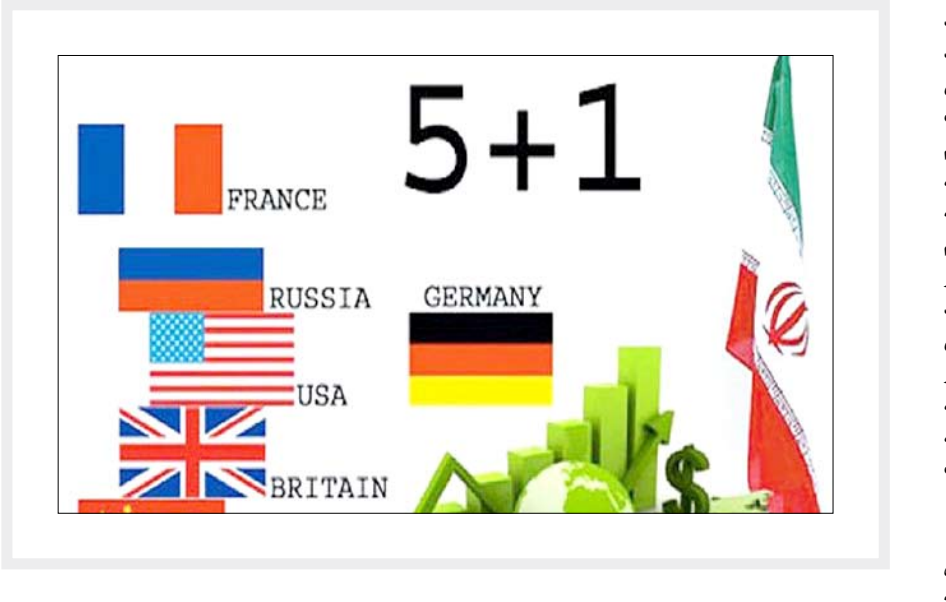 5+1
FRANCE
RUSSIA
GERMANY
USA
BRITAIN
$